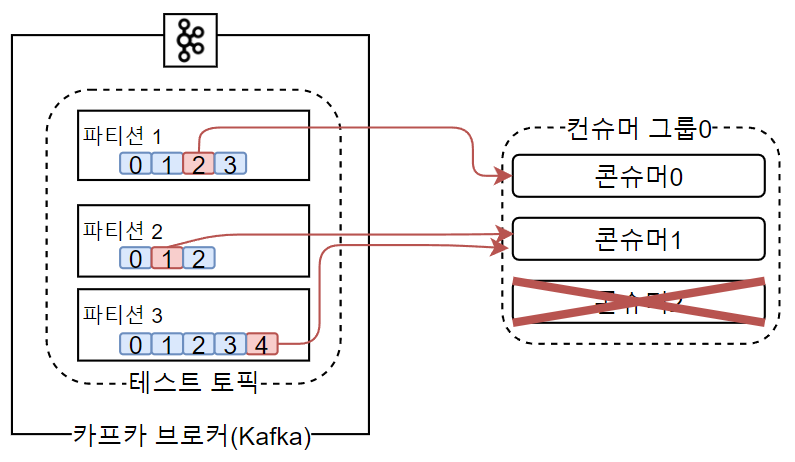 파티션 1
0 1 2 3
파티션 2
0 1 2
파티션 3
0 1 2 3 4
테스트 토픽
카프카 브로커(Kafka)
컨슈머 그룹0
콘슈머0
콘슈머1